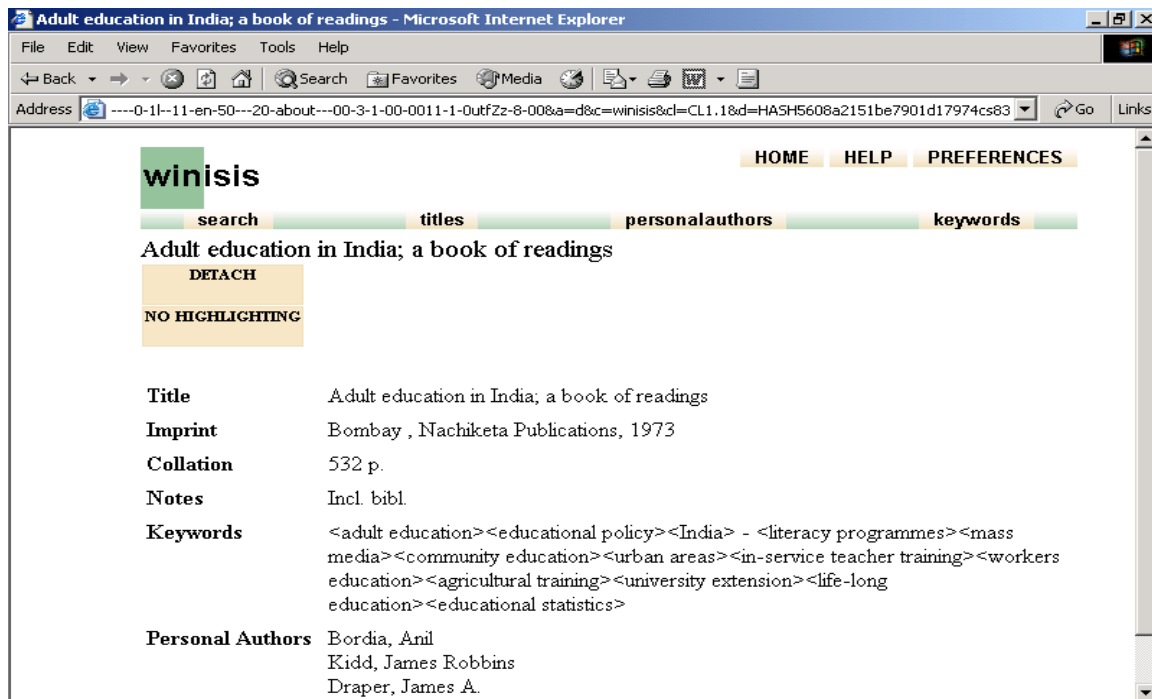 Adult education in India; a book of readings - Microsoft Internet Explorer
File Edit View Favorites Tools Help
Back Search Favorites Media
Address ----0-1l--11-en-50---20-about---00-3-1-00-0011-1-0utfZz-8-00&a=d&c=winisis&cl=CL1.1&d=HASH5608a2151be7901d17974cs83 Go Links
winisis
HOME HELP PREFERENCES
search titles personalauthors keywords
Adult education in India; a book of readings
DETACH
NO HIGHLIGHTING
Title Adult education in India; a book of readings
Imprint Bombay , Nachiketa Publications, 1973
Collation 532 p.
Notes Incl. bibl.
Keywords <adult education><educational policy><India> - <literacy programmes><mass
media><community education><urban areas><in-service teacher training><workers
education><agricultural training><university extension><life-long
education><educational statistics>
Personal Authors Bordia, Anil
Kidd, James Robbins
Draper, James A.